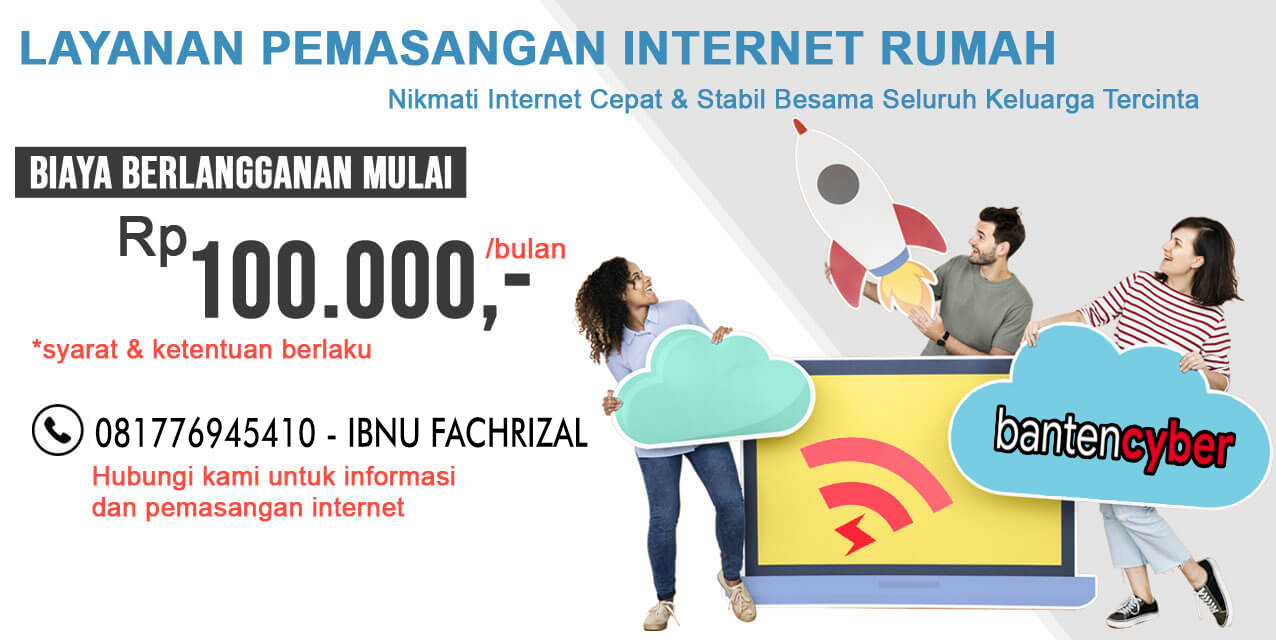 LAYANAN PEMASANGAN INTERNET RUMAH
Nikmati Internet Cepat & Stabil Besama Seluruh Keluarga Tercinta
BIAYA BERLANGGANAN MULAI
Rp100.000,- /bulan
*syarat & ketentuan berlaku
081776945410 - IBNU FACHRIZAL
Hubungi kami untuk informasi
dan pemasangan internet
bantencyber